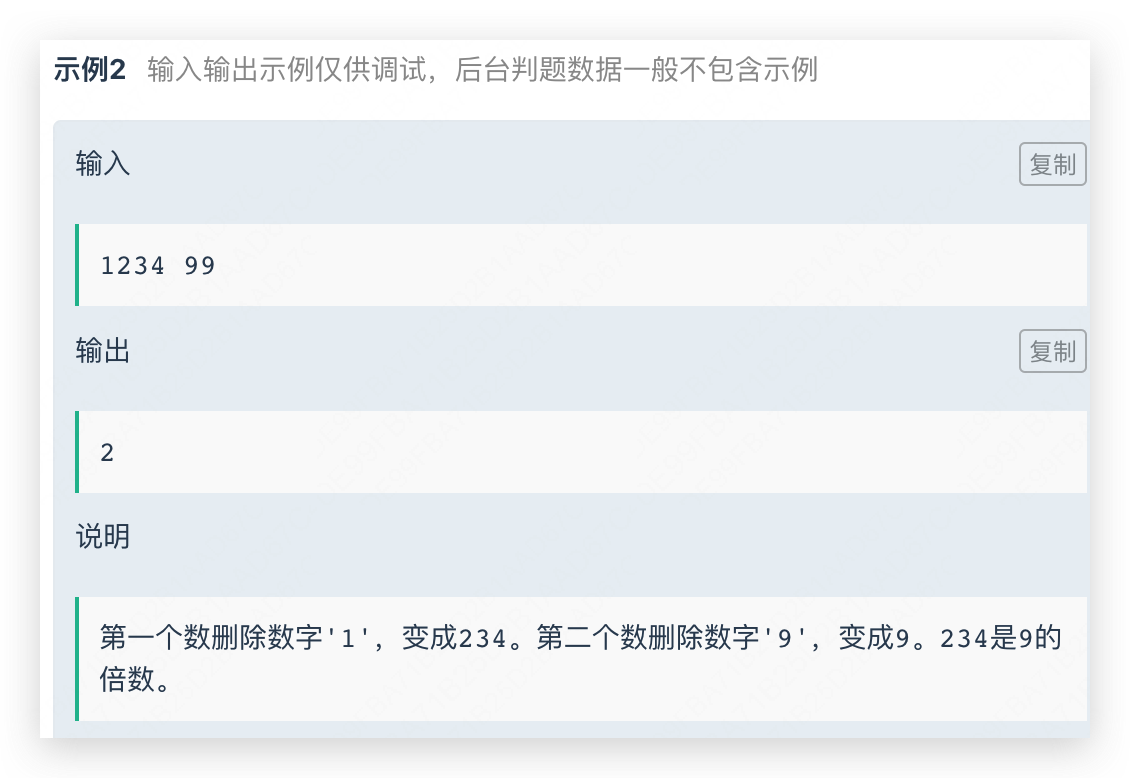 示例2 输入输出示例仅供调试，后台判题数据一般不包含示例
输入
复制
1234 99
输出
复制
2
说明
第一个数删除数字'1'，变成234。第二个数删除数字'9'，变成9。234是9的
倍数。